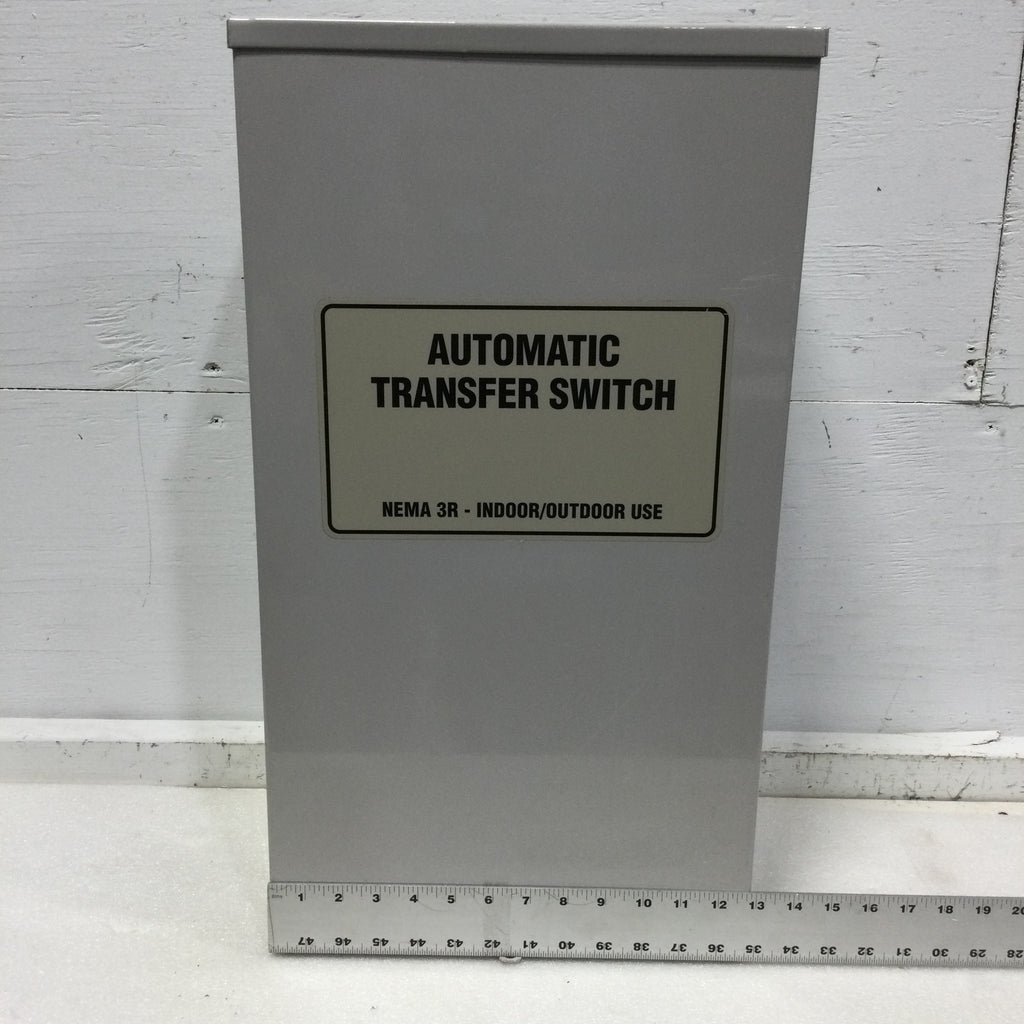 AUTOMATIC
TRANSFER SWITCH
NEMA 3R - INDOOR/OUTDOOR USE
1 2 3 4 5 6 7 8 9 10 11 12 13 14 15 16 17 18 19 20
47 46 45 44 43 42 41 40 39 38 37 36 35 34 33 32 31 30 29 28